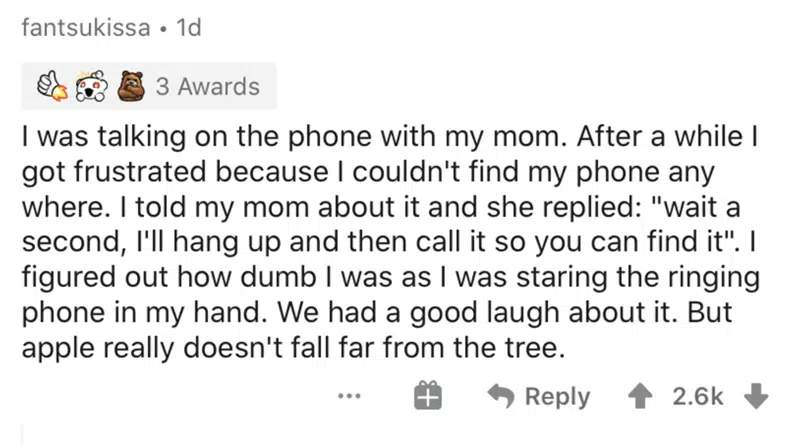 fantsukissa • 1d
3 Awards
I was talking on the phone with my mom. After a while I
got frustrated because I couldn't find my phone any
where. I told my mom about it and she replied: "wait a
second, I'll hang up and then call it so you can find it". I
figured out how dumb I was as I was staring the ringing
phone in my hand. We had a good laugh about it. But
apple really doesn't fall far from the tree.
... Reply 2.6k